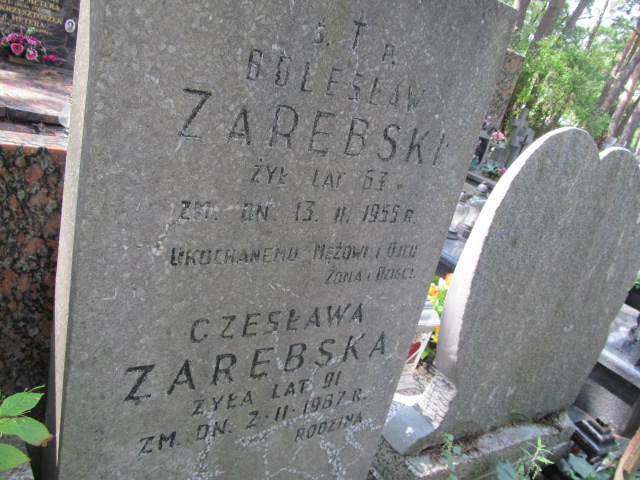 Ś. T P.
BOLESŁAW
ZARĘBSKI
ŻYŁ LAT 63.
ZM. DN. 13. II. 1955 R.
UKOCHANEMU MĘŻOWI I OJCU
ŻONA I DZIECI.
CZESŁAWA
ZARĘBSKA
ŻYŁA LAT 91
ZM. DN. 2-II-1987 R.
RODZINA